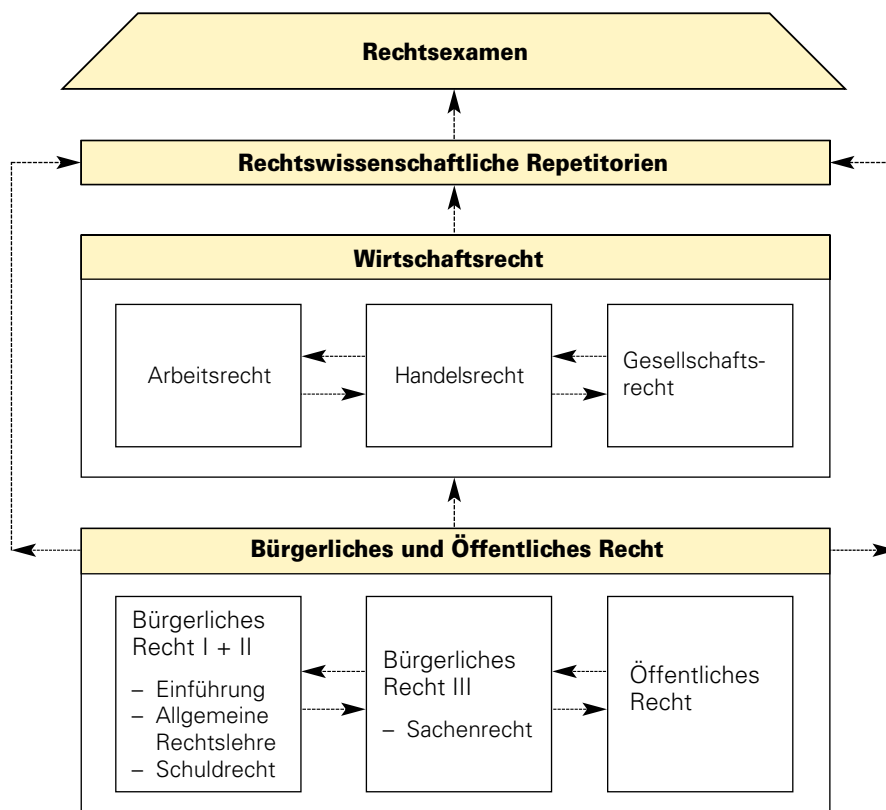 Rechtsexamen
Rechtswissenschaftliche Repetitorien
Wirtschaftsrecht
Arbeitsrecht
Handelsrecht
Gesellschafts-
recht
Bürgerliches und Öffentliches Recht
Bürgerliches
Recht I + II
– Einführung
– Allgemeine
Rechtslehre
– Schuldrecht
Bürgerliches
Recht III
– Sachenrecht
Öffentliches
Recht